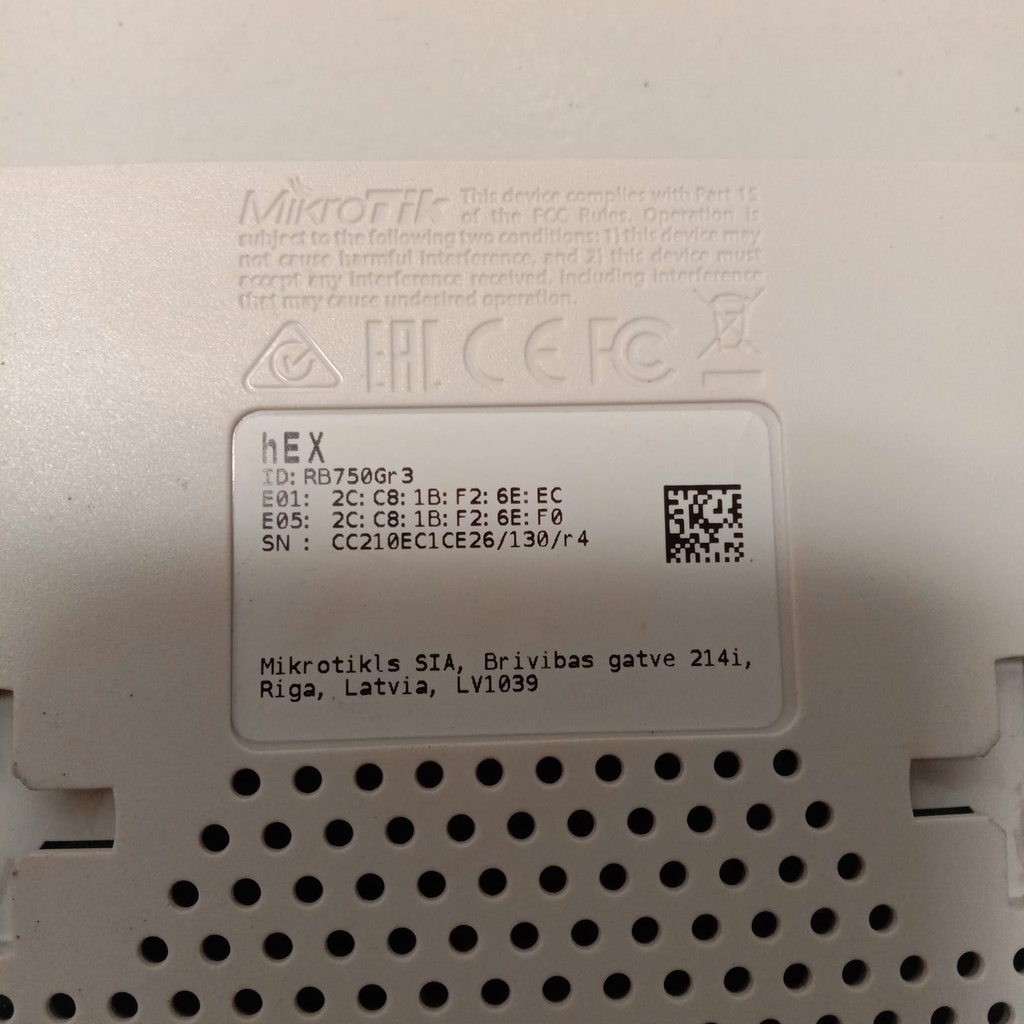 MikroTik This device complies with Part 15
of the FCC Rules. Operation is
subject to the following two conditions: 1) this device may
not cause harmful interference, and 2) this device must
accept any interference received, including interference
that may cause undesired operation.
EAC CE FC
hEX
ID: RB750Gr3
E01: 2C:C8:1B:F2:6E:EC
E05: 2C:C8:1B:F2:6E:F0
SN : CC210EC1CE26/130/r4
Mikrotikls SIA, Brivibas gatve 214i,
Riga, Latvia, LV1039